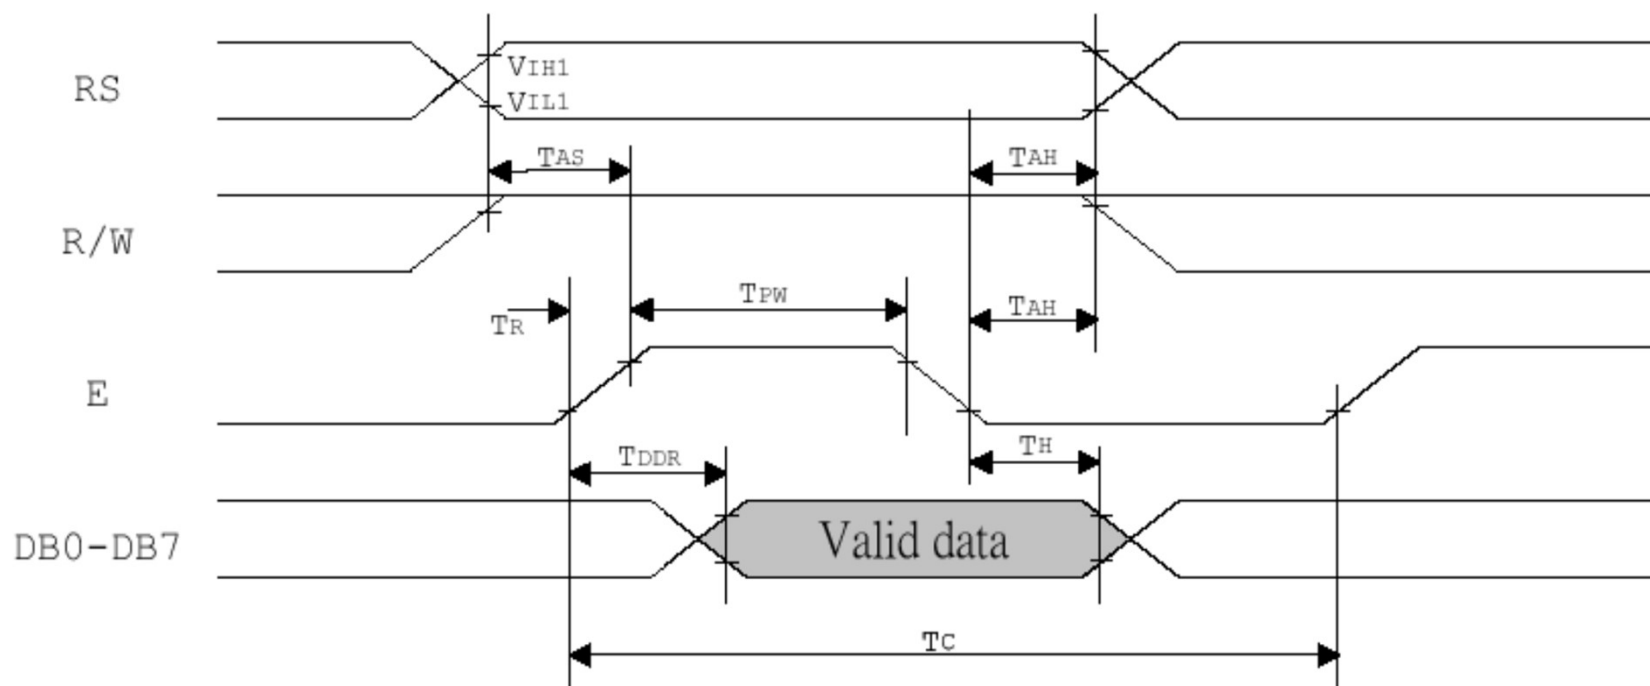 RS
VIH1
VIL1
TAS
TAH
R/W
TPW
TR
TAH
E
TDDR
TH
DB0-DB7
Valid data
TC